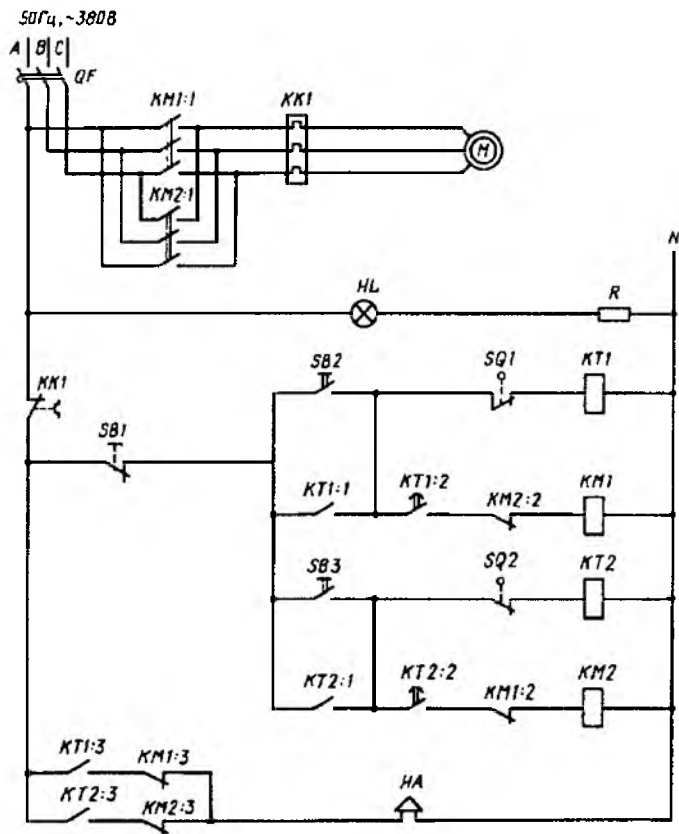 50Гц,~380В
A B C
QF
KM1:1
KK1
M
KM2:1
N
HL
R
SB2
SQ1
KT1
KK1
SB1
KT1:1
KT1:2
KM2:2
KM1
SB3
SQ2
KT2
KT2:1
KT2:2
KM1:2
KM2
KT1:3
KM1:3
HA
KT2:3
KM2:3